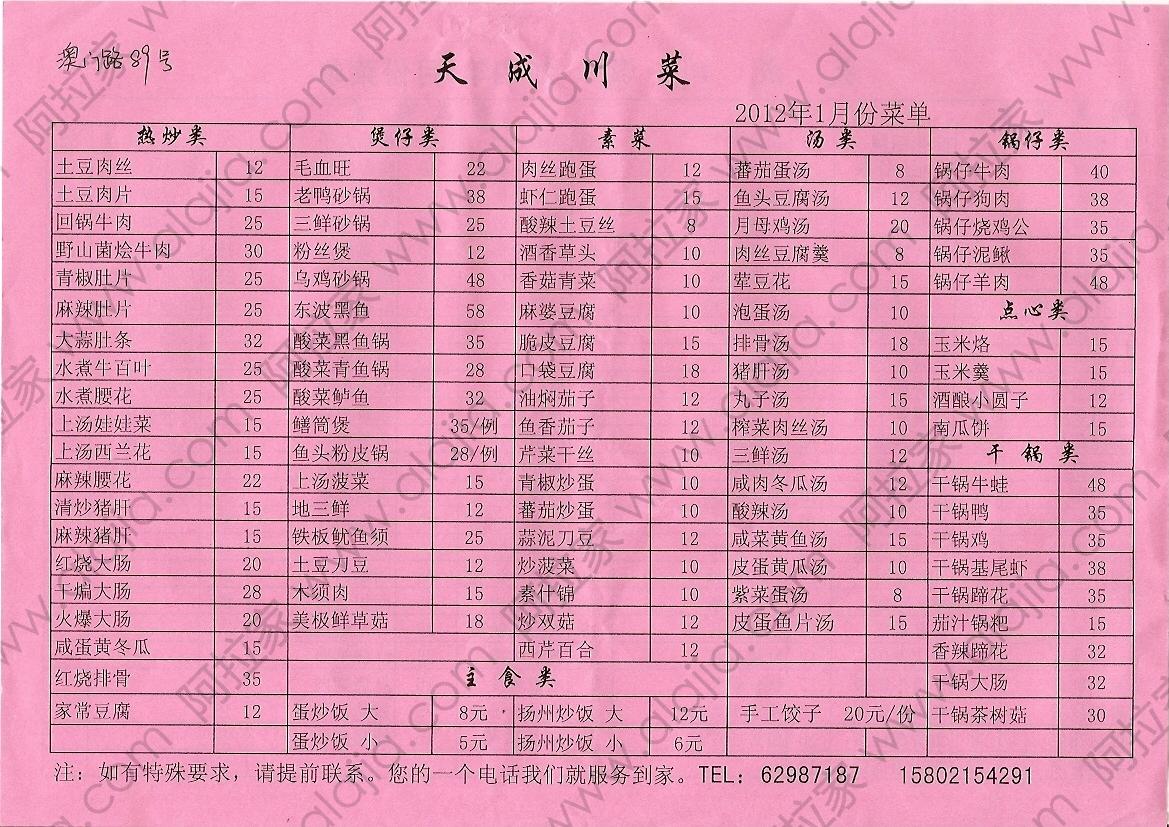 澳门路89号
天成川菜
2012年1月份菜单
热炒类 煲仔类 素菜 汤类 锅仔类
土豆肉丝 12 毛血旺 22 肉丝跑蛋 12 蕃茄蛋汤 8 锅仔牛肉 40
土豆肉片 15 老鸭砂锅 38 虾仁跑蛋 15 鱼头豆腐汤 12 锅仔狗肉 38
回锅牛肉 25 三鲜砂锅 25 酸辣土豆丝 8 月母鸡汤 20 锅仔烧鸡公 35
野山菌烩牛肉 30 粉丝煲 12 酒香草头 10 肉丝豆腐羹 8 锅仔泥鳅 35
青椒肚片 25 乌鸡砂锅 48 香菇青菜 10 荤豆花 15 锅仔羊肉 48
麻辣肚片 25 东波黑鱼 58 麻婆豆腐 10 泡蛋汤 10 点心类
大蒜肚条 32 酸菜黑鱼锅 35 脆皮豆腐 15 排骨汤 18 玉米烙 15
水煮牛百叶 25 酸菜青鱼锅 28 口袋豆腐 18 猪肝汤 10 玉米羹 15
水煮腰花 25 酸菜鲈鱼 32 油焖茄子 12 丸子汤 15 酒酿小圆子 12
上汤娃娃菜 15 鳝筒煲 35/例 鱼香茄子 12 榨菜肉丝汤 10 南瓜饼 15
上汤西兰花 15 鱼头粉皮锅 28/例 芹菜干丝 10 三鲜汤 12 干锅类
麻辣腰花 22 上汤菠菜 15 青椒炒蛋 10 咸肉冬瓜汤 12 干锅牛蛙 48
清炒猪肝 15 地三鲜 12 蕃茄炒蛋 10 酸辣汤 10 干锅鸭 35
麻辣猪肝 15 铁板鱿鱼须 25 蒜泥刀豆 12 咸菜黄鱼汤 15 干锅鸡 35
红烧大肠 20 土豆刀豆 12 炒菠菜 10 皮蛋黄瓜汤 10 干锅基尾虾 38
干煸大肠 28 木须肉 15 素什锦 10 紫菜蛋汤 8 干锅蹄花 35
火爆大肠 20 美极鲜草菇 18 炒双菇 12 皮蛋鱼片汤 15 茄汁锅粑 15
咸蛋黄冬瓜 15 西芹百合 12 香辣蹄花 32
红烧排骨 35 主食类 干锅大肠 32
家常豆腐 12 蛋炒饭 大 8元 扬州炒饭 大 12元 手工饺子 20元/份 干锅茶树菇 30
蛋炒饭 小 5元 扬州炒饭 小 6元
注：如有特殊要求，请提前联系。您的一个电话我们就服务到家。TEL：62987187 15802154291
阿拉家 www.alajia.com